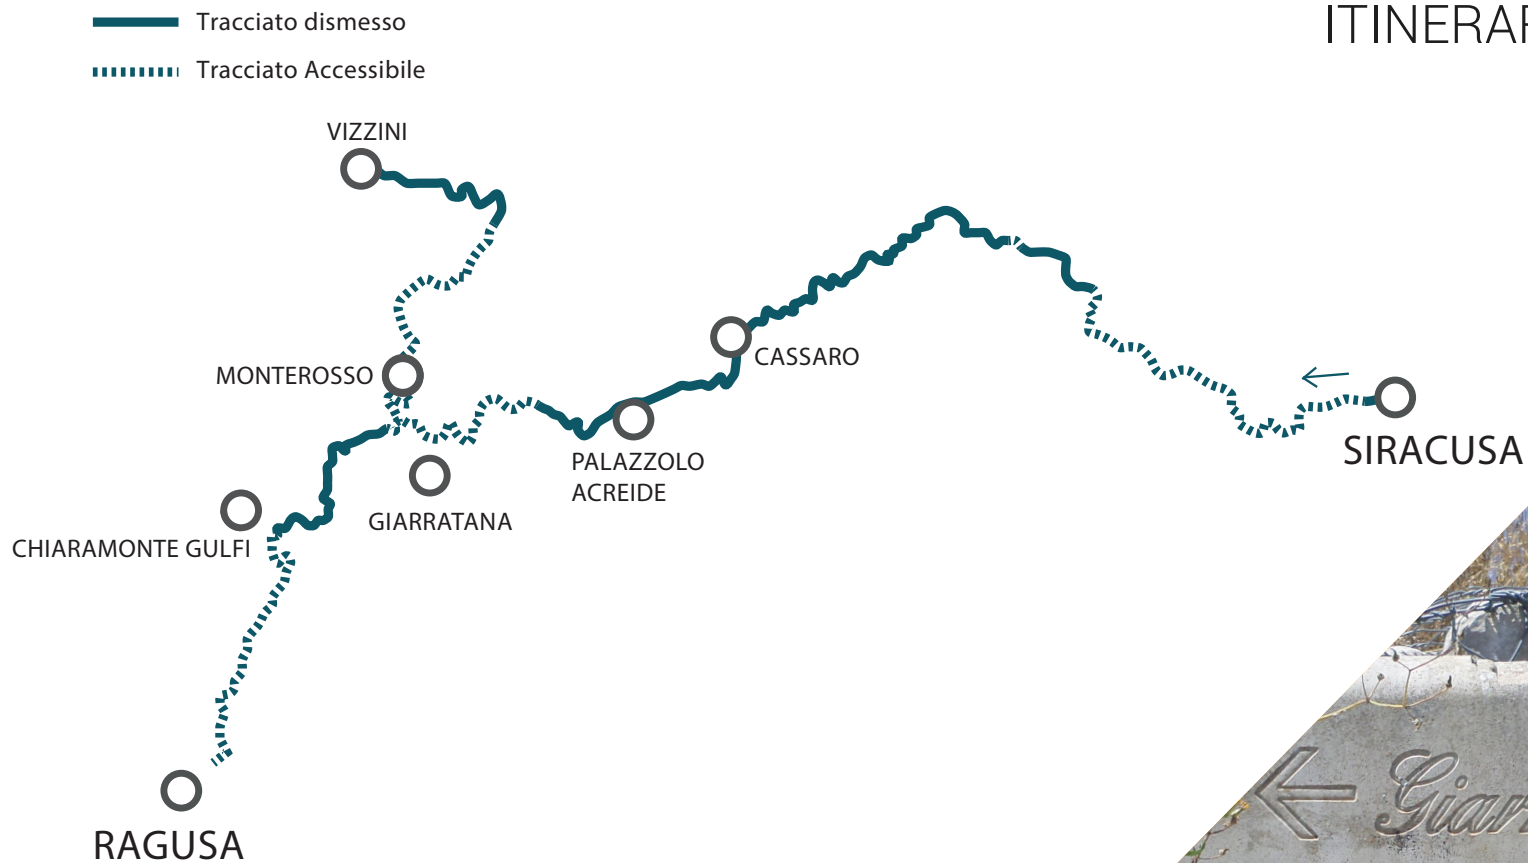 Tracciato dismesso
Tracciato Accessibile
VIZZINI
MONTEROSSO
CASSARO
SIRACUSA
PALAZZOLO
ACREIDE
GIARRATANA
CHIARAMONTE GULFI
RAGUSA